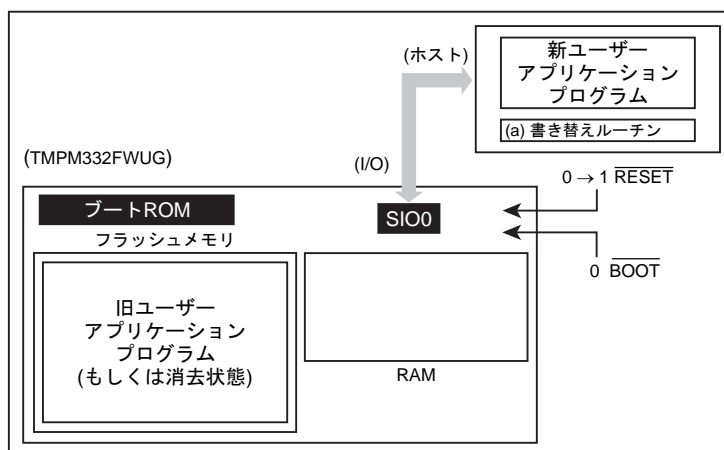 (ホスト)
新ユーザー
アプリケーション
プログラム
(a) 書き替えルーチン
(TMPM332FWUG)
(I/O)
0 → 1 RESET
ブートROM
SIO0
フラッシュメモリ
0 BOOT
旧ユーザー
アプリケーション
プログラム
(もしくは消去状態)
RAM